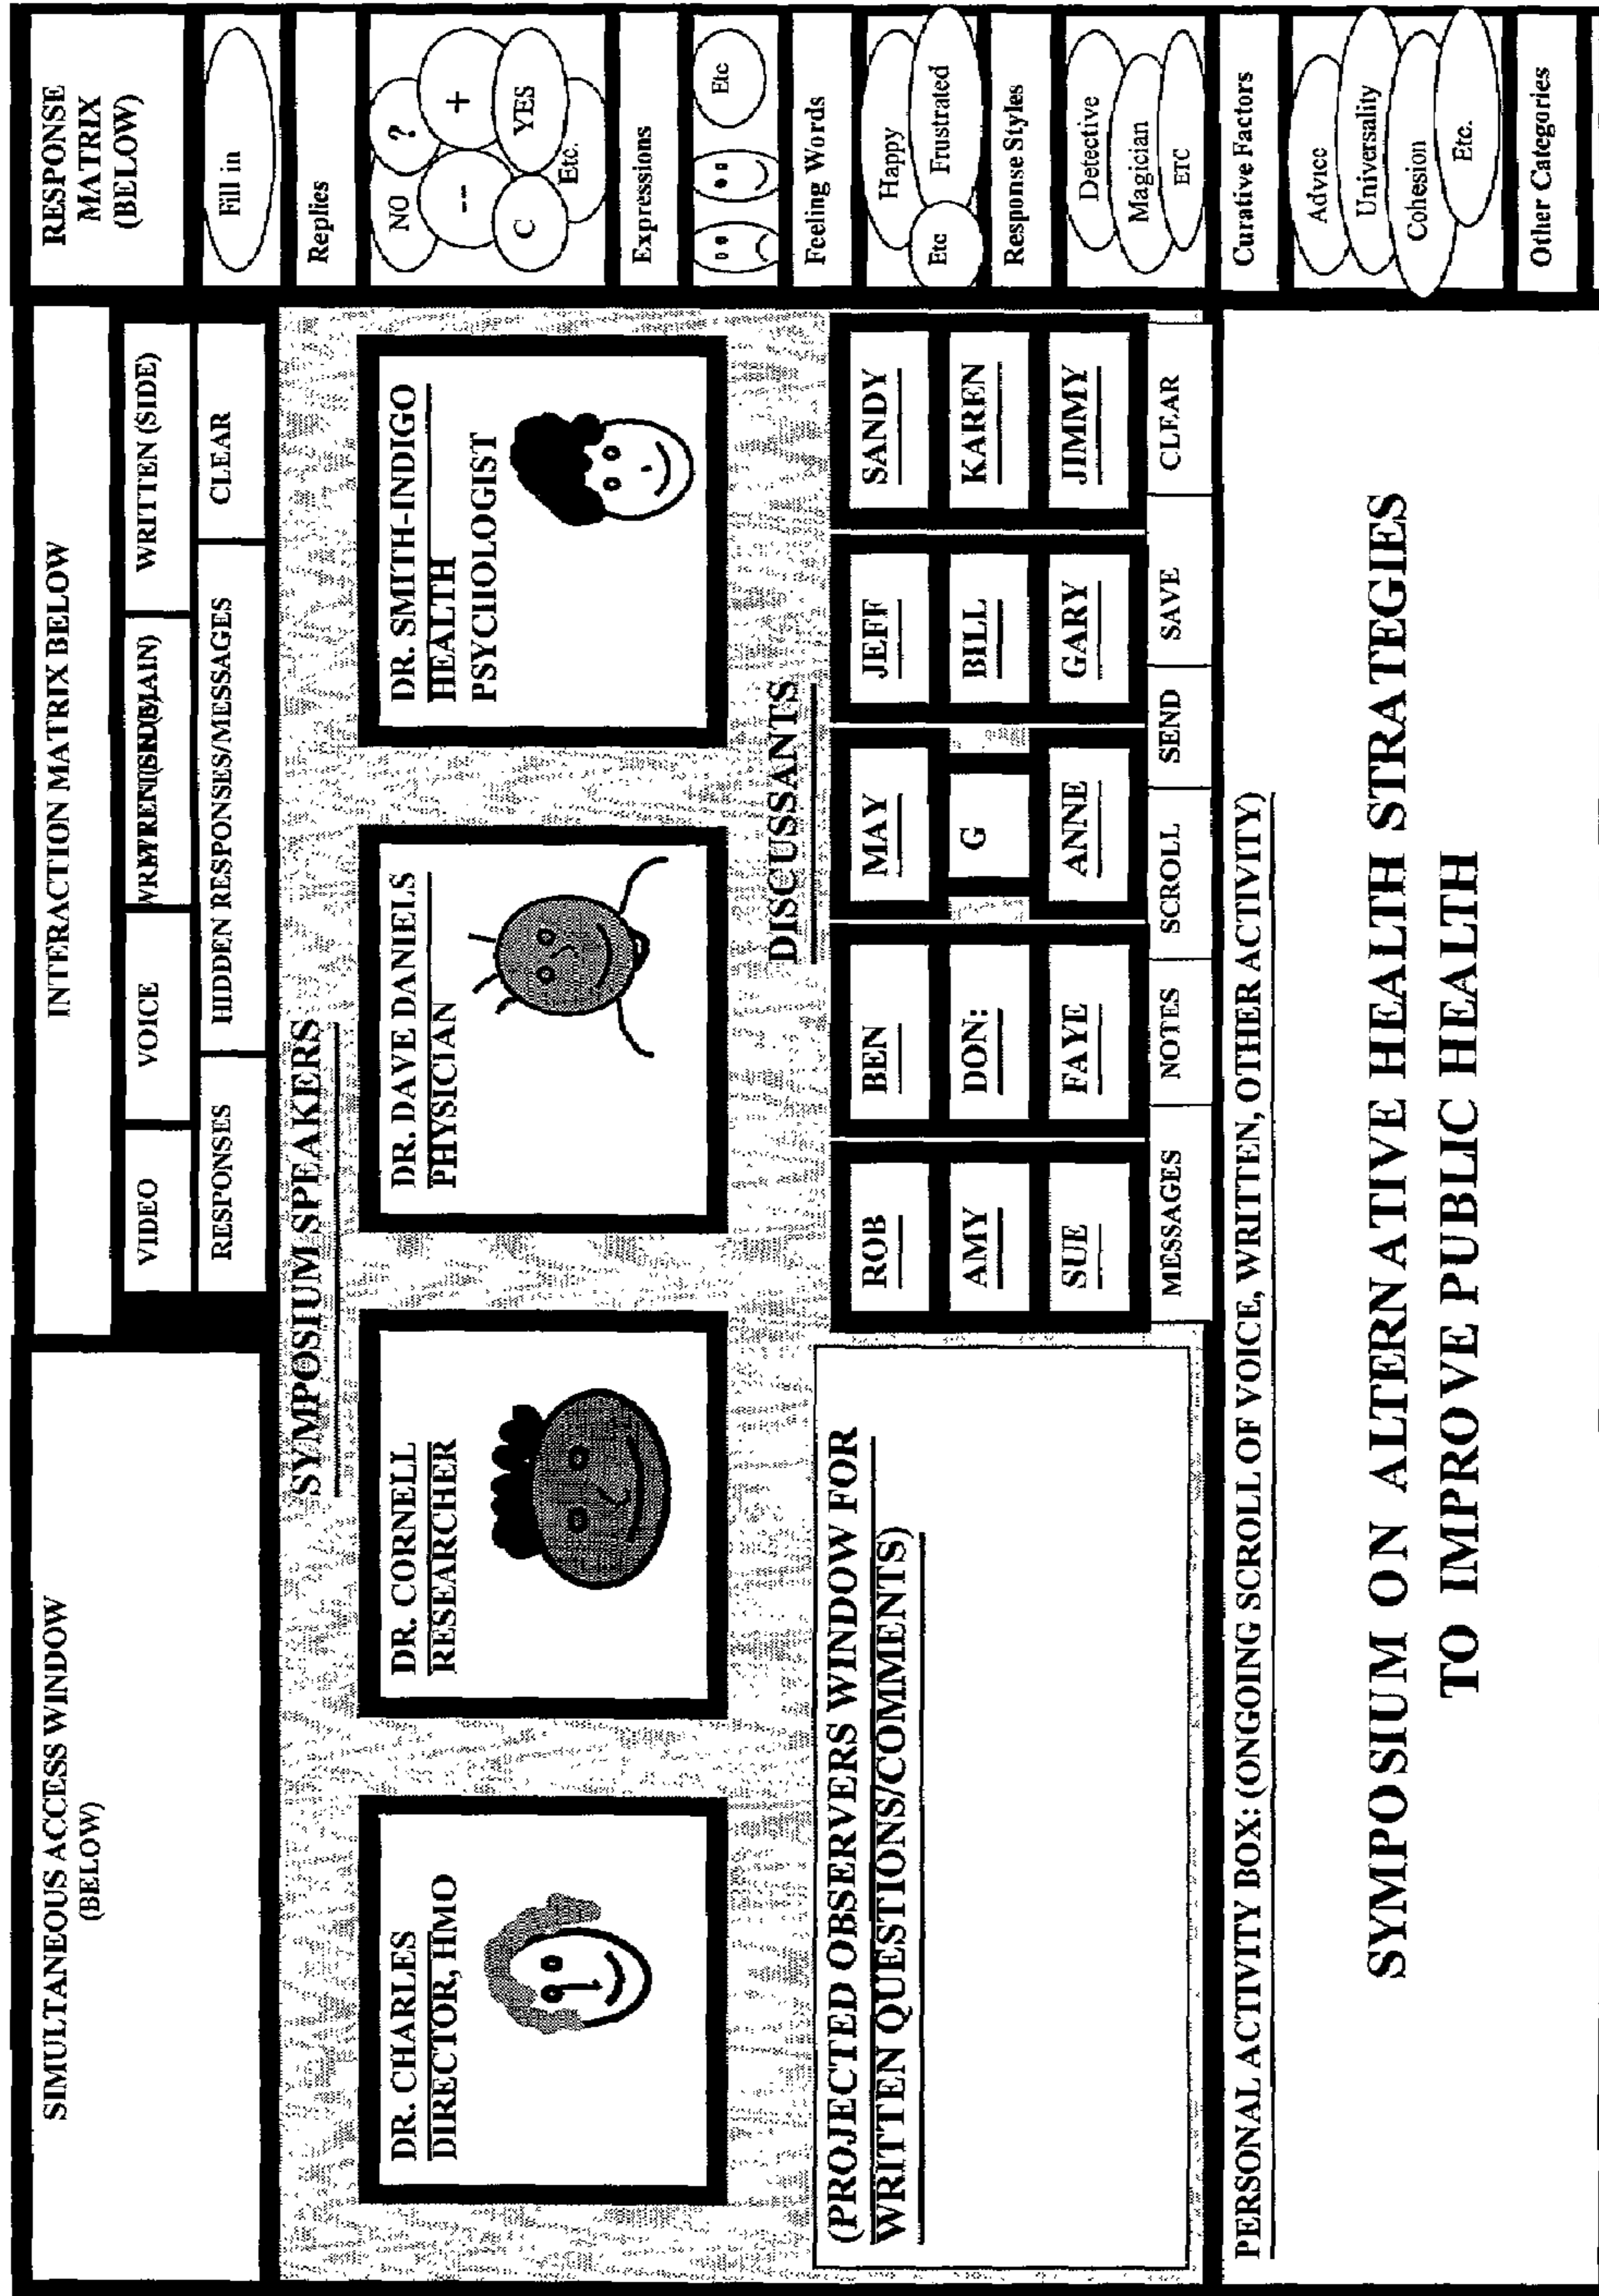 SIMULTANEOUS ACCESS WINDOW
(BELOW)
INTERACTION MATRIX BELOW
VIDEO
VOICE
WRITTEN (SIDE)
RESPONSES
HIDDEN RESPONSES/MESSAGES
CLEAR
SYMPOSIUM SPEAKERS
DR. CHARLES
DIRECTOR, HMO
DR. CORNELL
RESEARCHER
DR. DAVE DANIELS
PHYSICIAN
DR. SMITH-INDIGO
HEALTH
PSYCHOLOGIST
(PROJECTED OBSERVERS WINDOW FOR
WRITTEN QUESTIONS/COMMENTS)
DISCUSSANTS
ROB
BEN
MAY
JEFF
SANDY
AMY
DON:
G
BILL
KAREN
SUE
FAYE
ANNE
GARY
JIMMY
MESSAGES
NOTES
SCROLL
SEND
SAVE
CLEAR
PERSONAL ACTIVITY BOX: (ONGOING SCROLL OF VOICE, WRITTEN, OTHER ACTIVITY)
SYMPOSIUM ON ALTERNATIVE HEALTH STRATEGIES
TO IMPROVE PUBLIC HEALTH
RESPONSE
MATRIX
(BELOW)
Fill in
Replies
NO
?
--
+
C
YES
Etc.
Expressions
Etc
Feeling Words
Happy
Etc
Frustrated
Response Styles
Detective
Magician
ETC
Curative Factors
Advice
Universality
Cohesion
Etc.
Other Categories